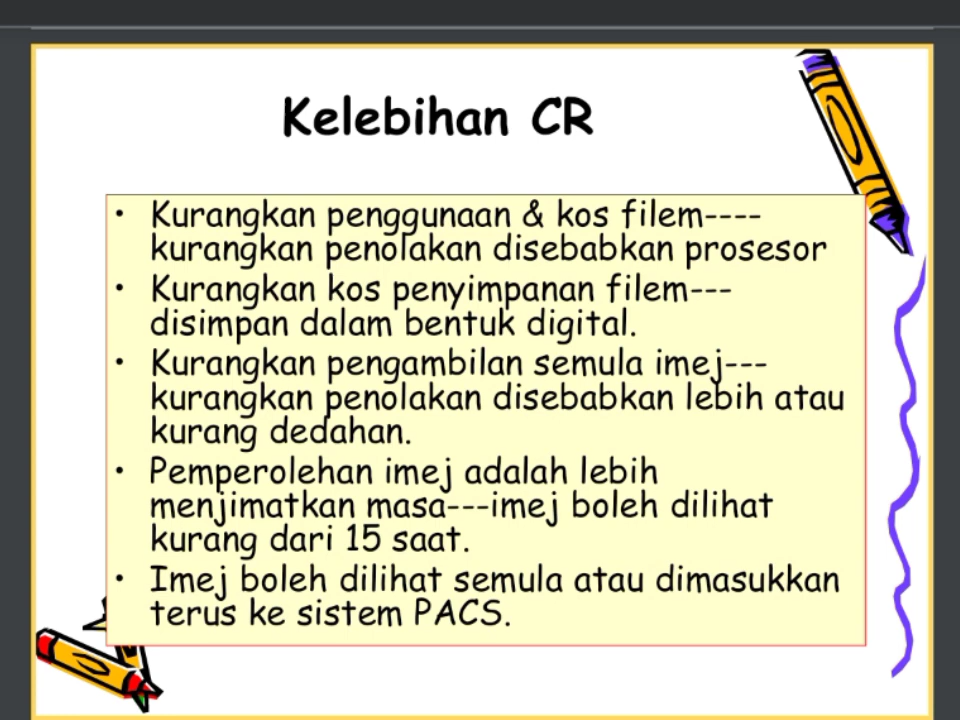 Kelebihan CR
• Kurangkan penggunaan & kos filem----
kurangkan penolakan disebabkan prosesor
• Kurangkan kos penyimpanan filem---
disimpan dalam bentuk digital.
• Kurangkan pengambilan semula imej---
kurangkan penolakan disebabkan lebih atau
kurang dedahan.
• Pemperolehan imej adalah lebih
menjimatkan masa---imej boleh dilihat
kurang dari 15 saat.
• Imej boleh dilihat semula atau dimasukkan
terus ke sistem PACS.